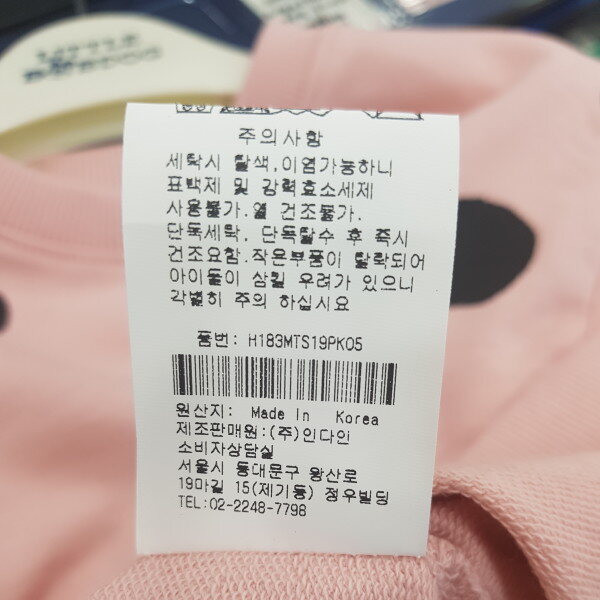 LITTLE
주의사항
세탁시 탈색,이염가능하니
표백제 및 강력효소세제
사용불가.열 건조불가.
단독세탁, 단독탈수 후 즉시
건조요함.작은부품이 탈락되어
아이들이 삼킬 우려가 있으니
각별히 주의 하십시요
품번: H183MTS19PK05
원산지: Made In Korea
제조판매원:(주)인다인
소비자상담실
서울시 동대문구 왕산로
19마길 15(제기동) 정우빌딩
TEL:02-2248-7798